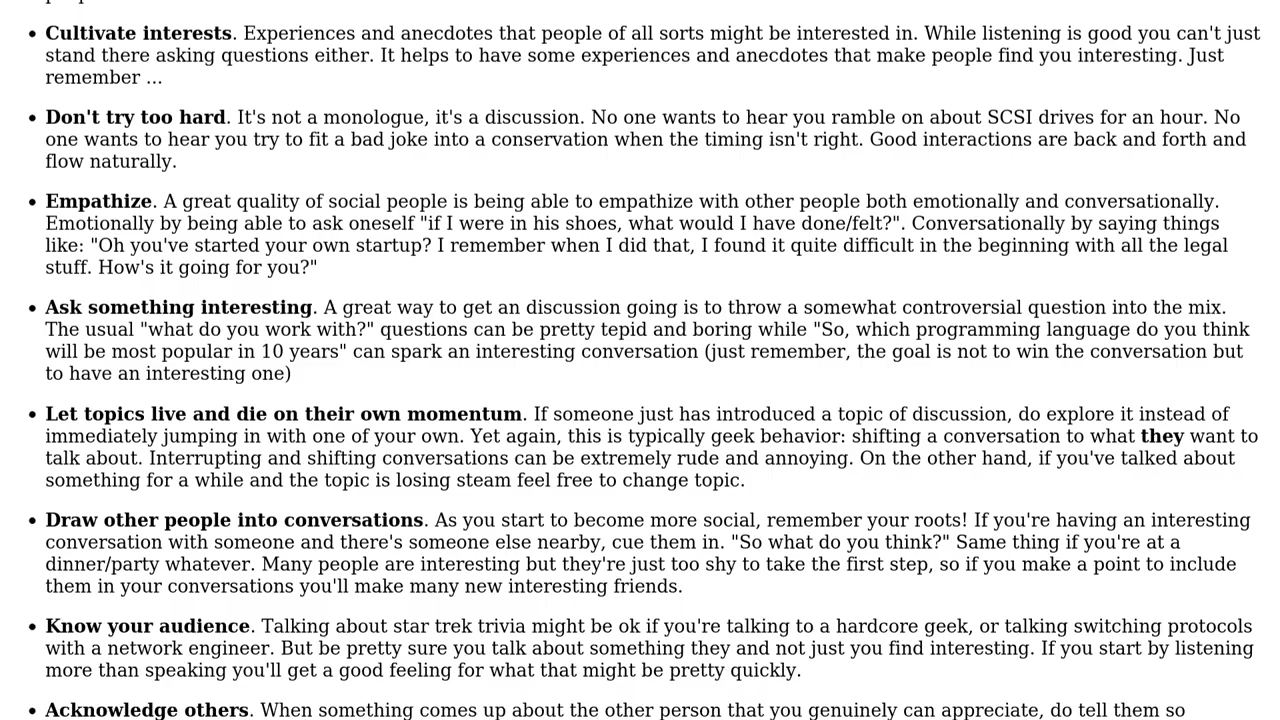 • Cultivate interests. Experiences and anecdotes that people of all sorts might be interested in. While listening is good you can't just
stand there asking questions either. It helps to have some experiences and anecdotes that make people find you interesting. Just
remember ...
• Don't try too hard. It's not a monologue, it's a discussion. No one wants to hear you ramble on about SCSI drives for an hour. No
one wants to hear you try to fit a bad joke into a conservation when the timing isn't right. Good interactions are back and forth and
flow naturally.
• Empathize. A great quality of social people is being able to empathize with other people both emotionally and conversationally.
Emotionally by being able to ask oneself "if I were in his shoes, what would I have done/felt?". Conversationally by saying things
like: "Oh you've started your own startup? I remember when I did that, I found it quite difficult in the beginning with all the legal
stuff. How's it going for you?"
• Ask something interesting. A great way to get an discussion going is to throw a somewhat controversial question into the mix.
The usual "what do you work with?" questions can be pretty tepid and boring while "So, which programming language do you think
will be most popular in 10 years" can spark an interesting conversation (just remember, the goal is not to win the conversation but
to have an interesting one)
• Let topics live and die on their own momentum. If someone just has introduced a topic of discussion, do explore it instead of
immediately jumping in with one of your own. Yet again, this is typically geek behavior: shifting a conversation to what they want to
talk about. Interrupting and shifting conversations can be extremely rude and annoying. On the other hand, if you've talked about
something for a while and the topic is losing steam feel free to change topic.
• Draw other people into conversations. As you start to become more social, remember your roots! If you're having an interesting
conversation with someone and there's someone else nearby, cue them in. "So what do you think?" Same thing if you're at a
dinner/party whatever. Many people are interesting but they're just too shy to take the first step, so if you make a point to include
them in your conversations you'll make many new interesting friends.
• Know your audience. Talking about star trek trivia might be ok if you're talking to a hardcore geek, or talking switching protocols
with a network engineer. But be pretty sure you talk about something they and not just you find interesting. If you start by listening
more than speaking you'll get a good feeling for what that might be pretty quickly.
• Acknowledge others. When something comes up about the other person that you genuinely can appreciate, do tell them so